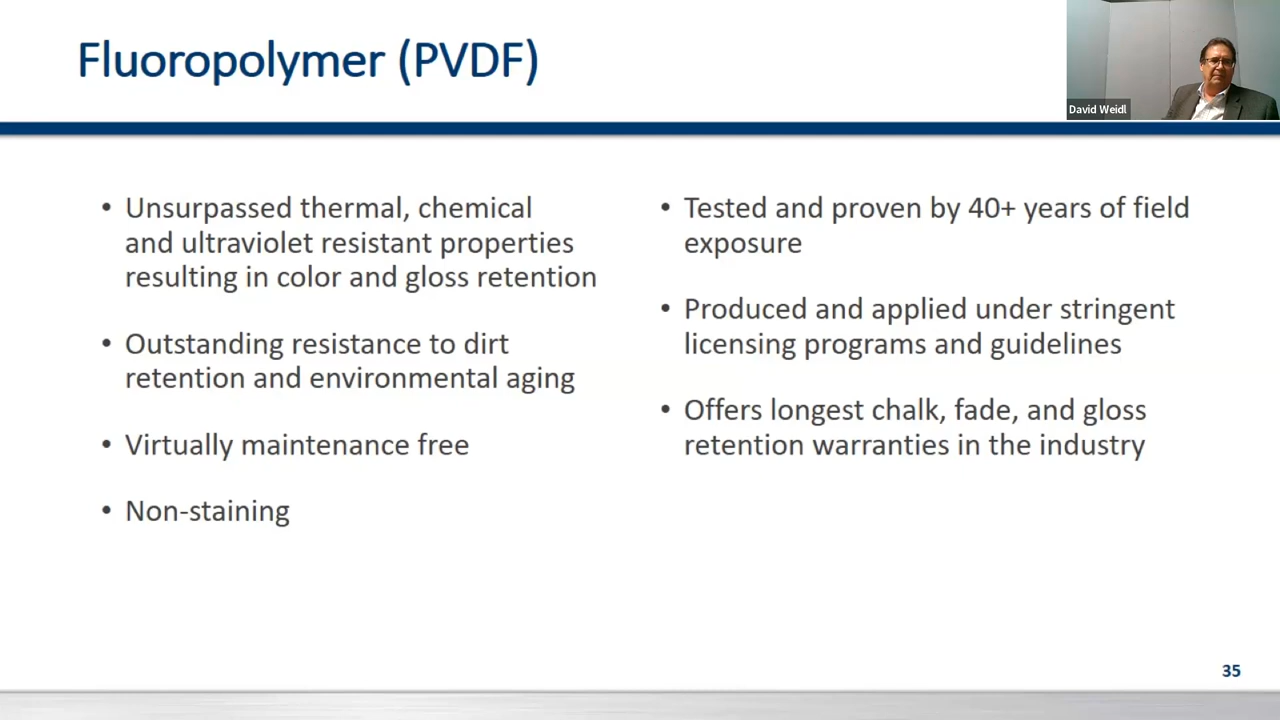 Fluoropolymer (PVDF)
David Weidl
• Unsurpassed thermal, chemical
and ultraviolet resistant properties
resulting in color and gloss retention
• Outstanding resistance to dirt
retention and environmental aging
• Virtually maintenance free
• Non-staining
• Tested and proven by 40+ years of field
exposure
• Produced and applied under stringent
licensing programs and guidelines
• Offers longest chalk, fade, and gloss
retention warranties in the industry
35